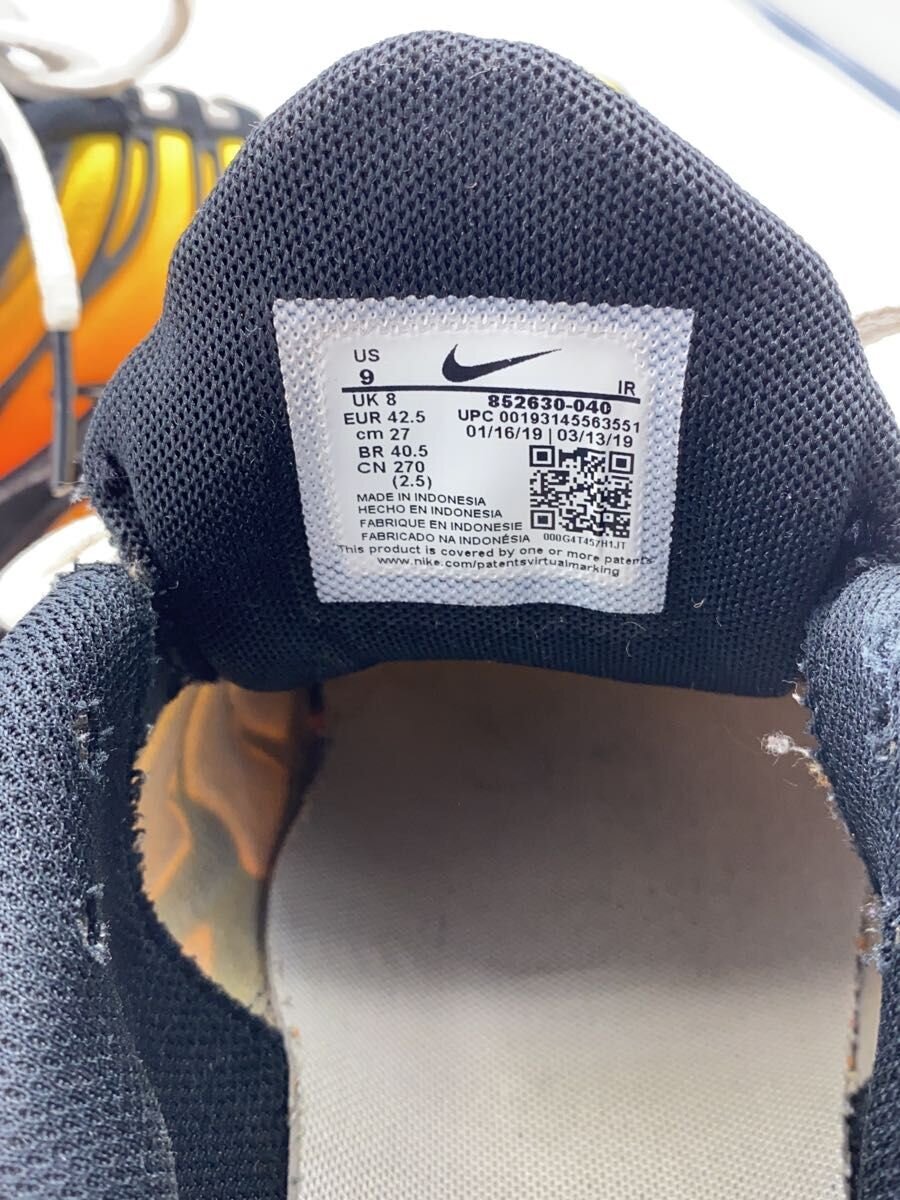 US
9
IR
UK 8
852630-040
EUR 42.5
UPC 00193145563551
cm 27
01/16/19 | 03/13/19
BR 40.5
CN 270
(2.5)
MADE IN INDONESIA
HECHO EN INDONESIA
FABRIQUE EN INDONESIE
FABRICADO NA INDONÉSIA
000G4T457H1JT
This product is covered by one or more patents
www.nike.com/patentsvirtualmarking